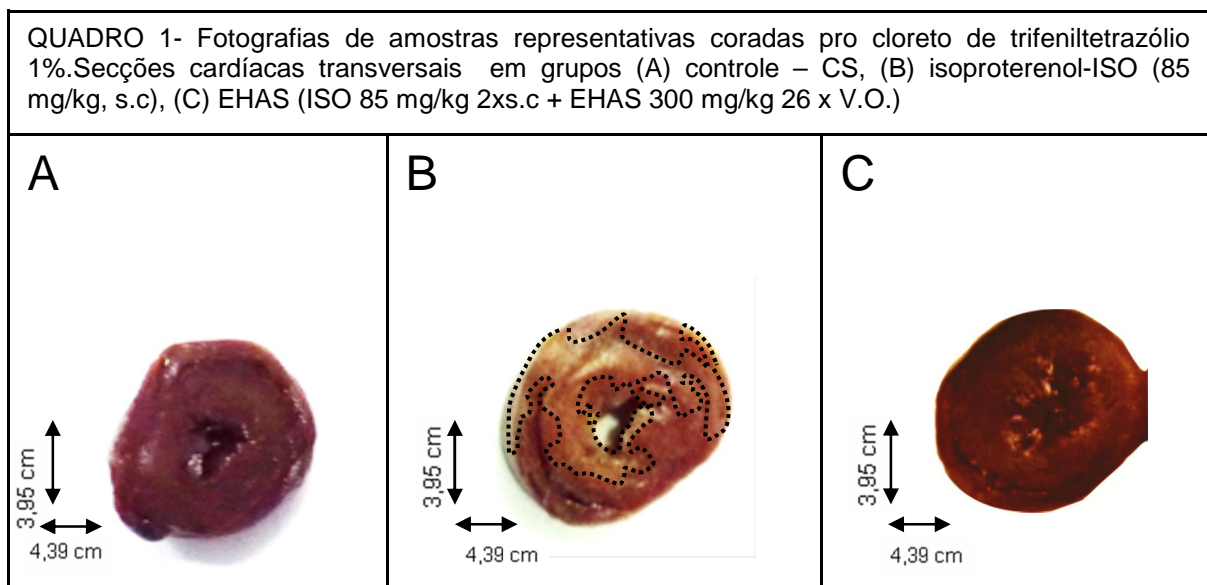 QUADRO 1- Fotografias de amostras representativas coradas pro cloreto de trifeniltetrazólio
1%.Secções cardíacas transversais em grupos (A) controle – CS, (B) isoproterenol-ISO (85
mg/kg, s.c), (C) EHAS (ISO 85 mg/kg 2xs.c + EHAS 300 mg/kg 26 x V.O.)
A
3,95 cm
4,39 cm
B
3,95 cm
4,39 cm
C
3,95 cm
4,39 cm